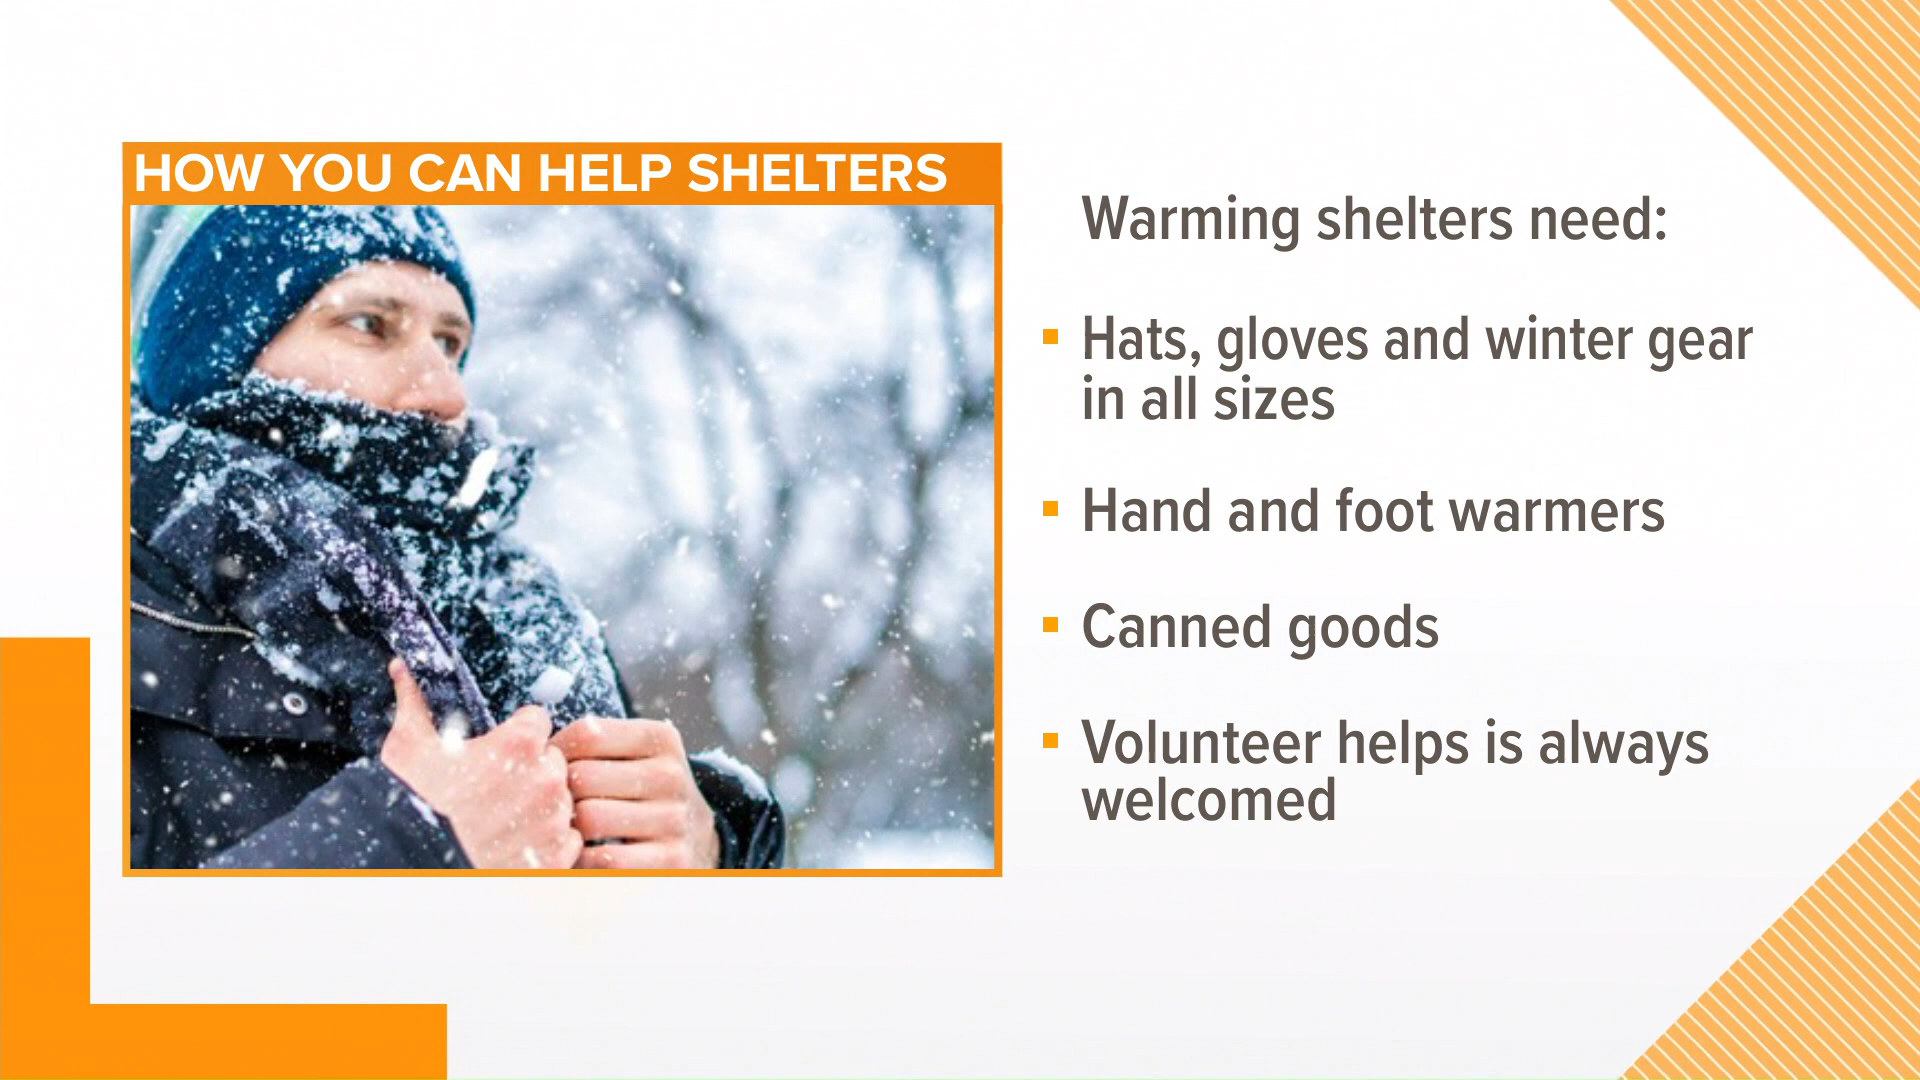 HOW YOU CAN HELP SHELTERS
Warming shelters need:
Hats, gloves and winter gear
in all sizes
Hand and foot warmers
Canned goods
Volunteer helps is always
welcomed